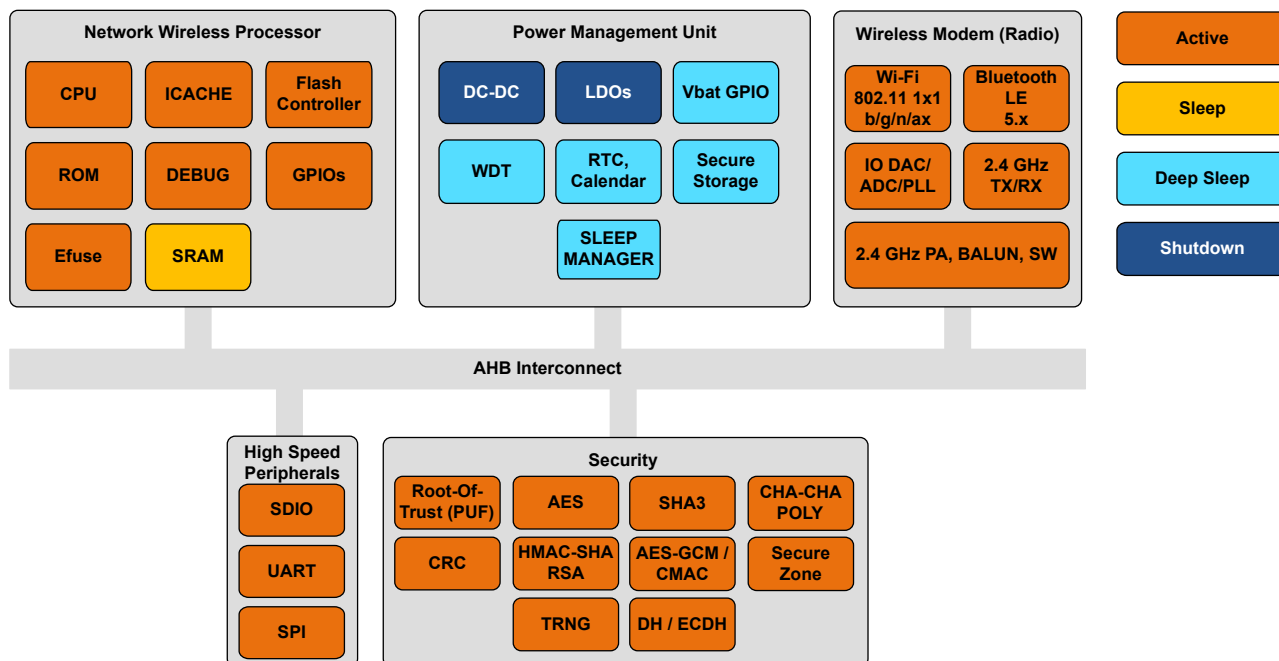 Network Wireless Processor
CPU
ICACHE
Flash
Controller
ROM
DEBUG
GPIOs
Efuse
SRAM
Power Management Unit
DC-DC
LDOs
Vbat GPIO
WDT
RTC,
Calendar
Secure
Storage
SLEEP
MANAGER
Wireless Modem (Radio)
Wi-Fi
802.11 1x1
b/g/n/ax
Bluetooth
LE
5.x
IO DAC/
ADC/PLL
2.4 GHz
TX/RX
2.4 GHz PA, BALUN, SW
Active
Sleep
Deep Sleep
Shutdown
AHB Interconnect
High Speed
Peripherals
SDIO
UART
SPI
Security
Root-Of-
Trust (PUF)
AES
SHA3
CHA-CHA
POLY
CRC
HMAC-SHA
RSA
AES-GCM /
CMAC
Secure
Zone
TRNG
DH / ECDH